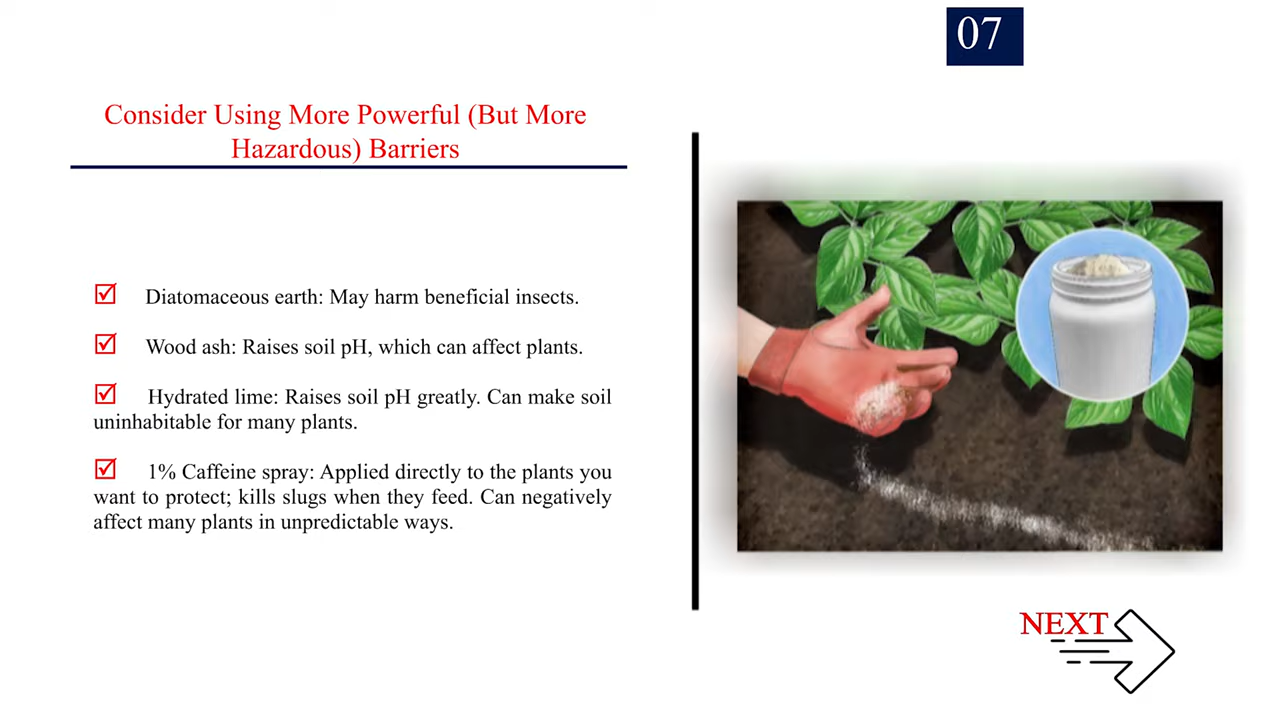 07
Consider Using More Powerful (But More
Hazardous) Barriers
Diatomaceous earth: May harm beneficial insects.
Wood ash: Raises soil pH, which can affect plants.
Hydrated lime: Raises soil pH greatly. Can make soil
uninhabitable for many plants.
1% Caffeine spray: Applied directly to the plants you
want to protect; kills slugs when they feed. Can negatively
affect many plants in unpredictable ways.
NEXT